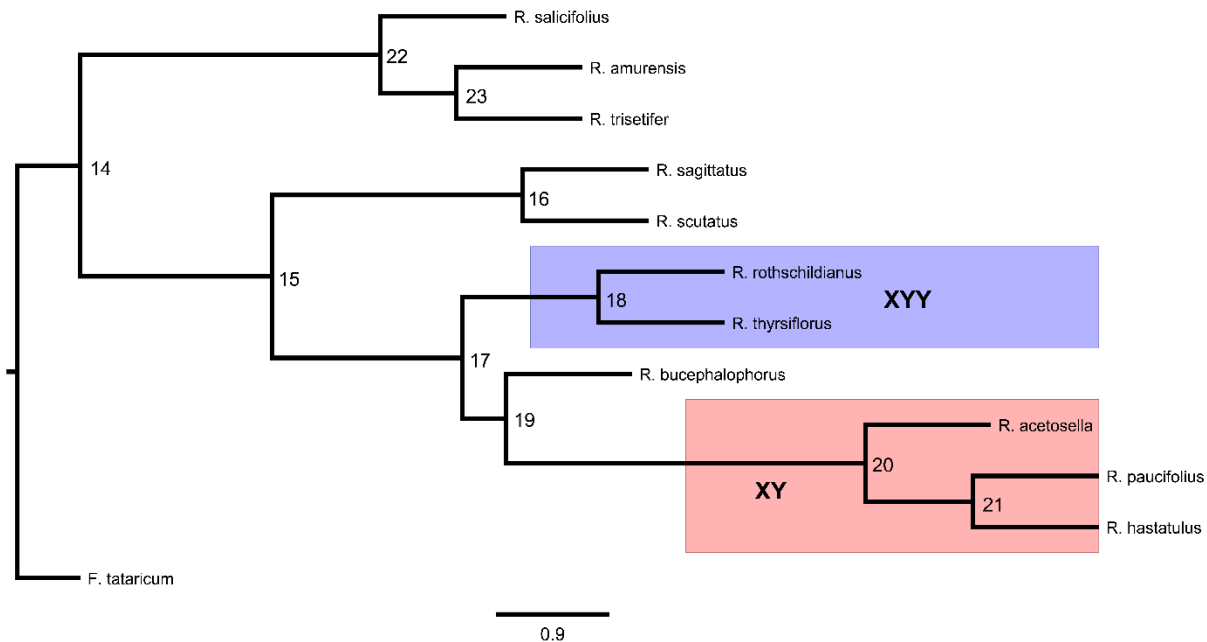 R. salicifolius
22
R. amurensis
23
R. trisetifer
14
R. sagittatus
16
R. scutatus
15
R. rothschildianus
XYY
18
R. thyrsiflorus
17
R. bucephalophorus
19
R. acetosella
20
R. paucifolius
XY
21
R. hastatulus
F. tataricum
0.9